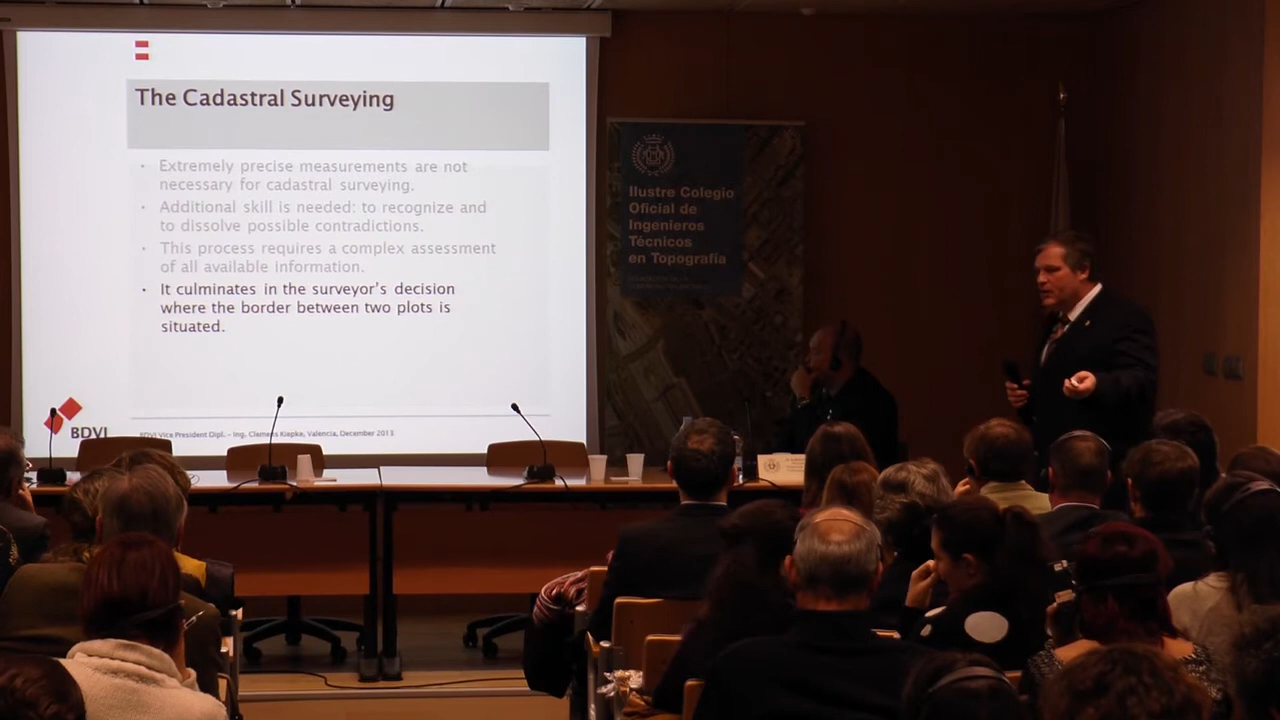 The Cadastral Surveying
• Extremely precise measurements are not
necessary for cadastral surveying.
• Additional skill is needed: to recognize and
to dissolve possible contradictions.
• This process requires a complex assessment
of all available information.
• It culminates in the surveyor's decision
where the border between two plots is
situated.
BDVI
BDVI Vice President Dipl. – Ing. Clemens Kiepke, Valencia, December 2013
Ilustre Colegio
Oficial de
Ingenieros
Técnicos
en Topografía